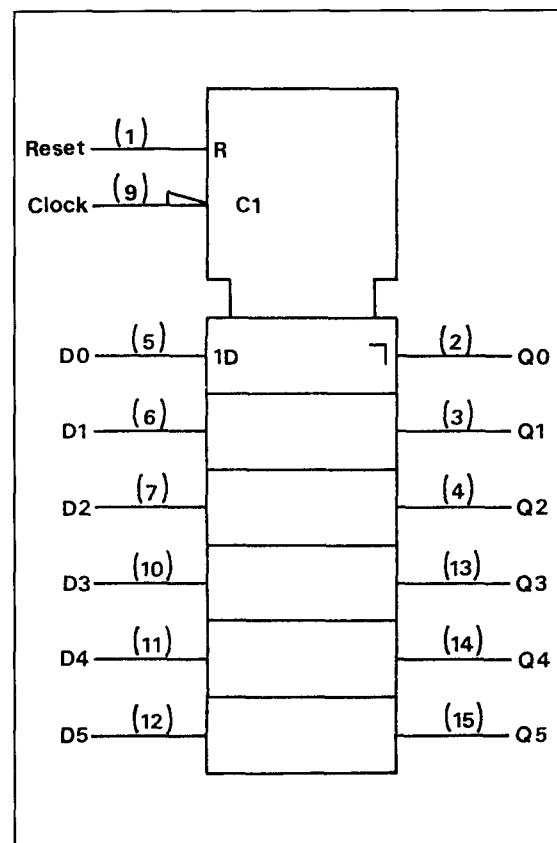 Reset (1) R
Clock (9) C1
D0 (5) 1D (2) Q0
D1 (6) (3) Q1
D2 (7) (4) Q2
D3 (10) (13) Q3
D4 (11) (14) Q4
D5 (12) (15) Q5